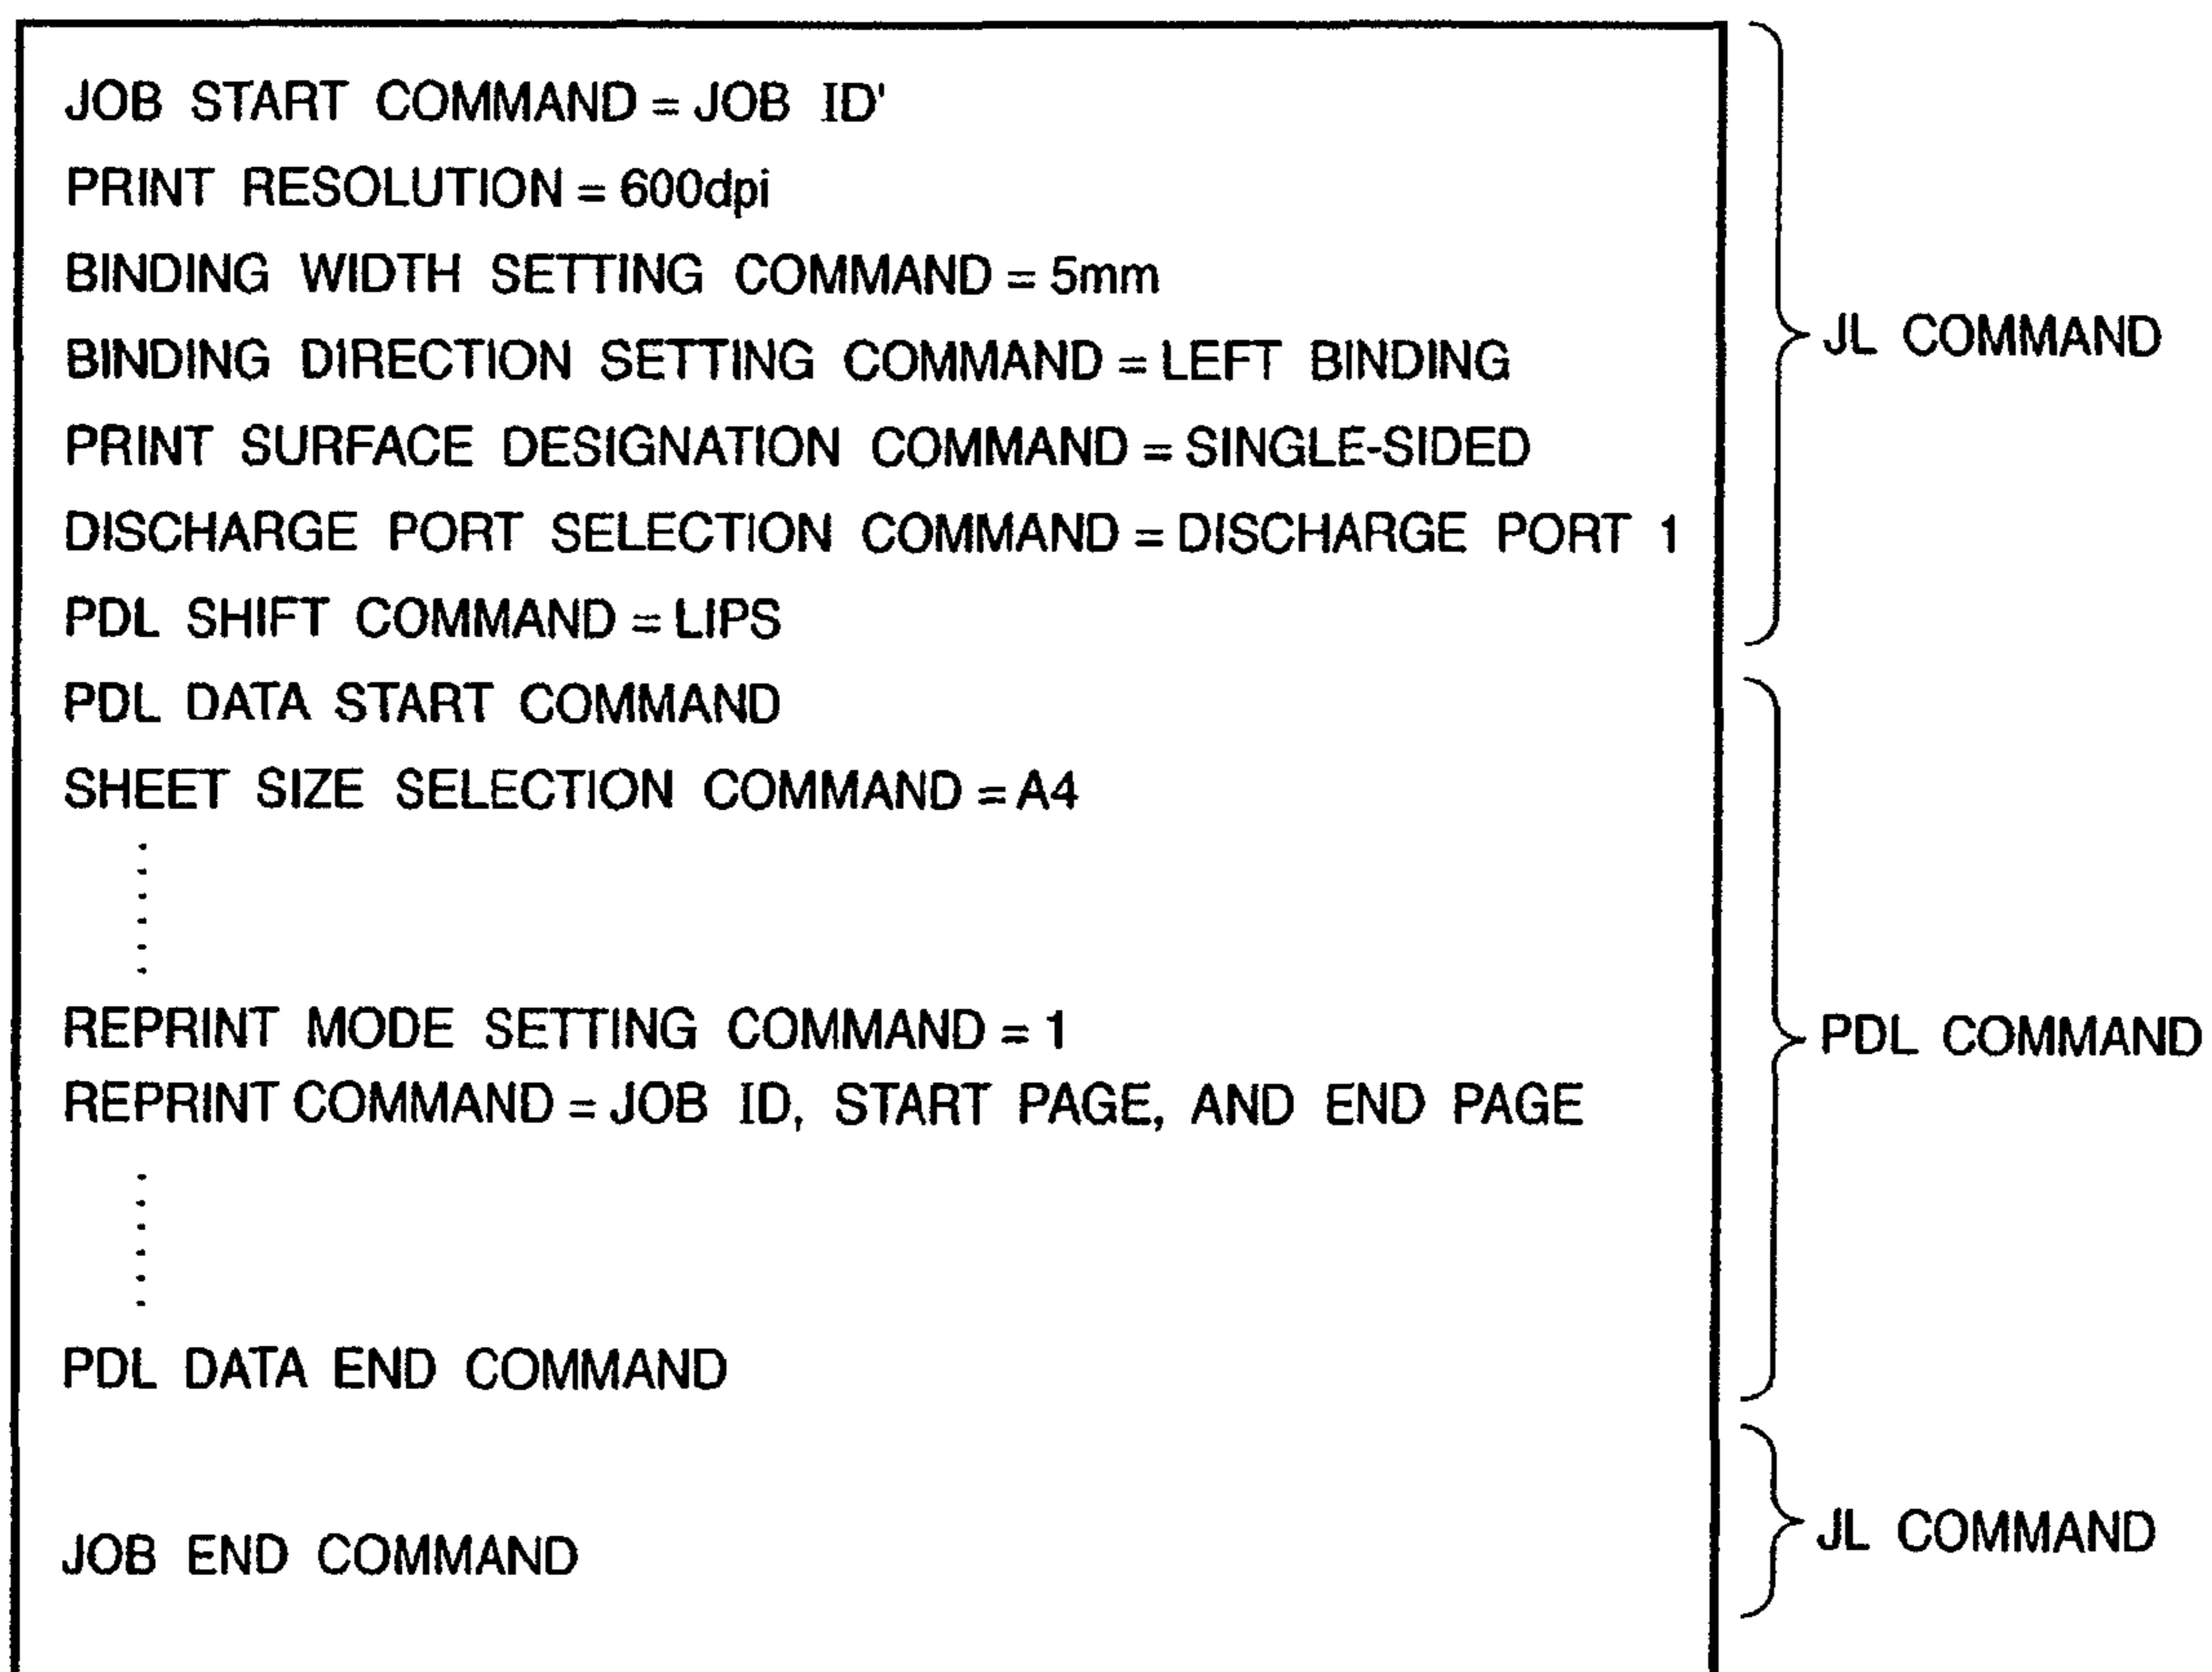 JOB START COMMAND = JOB ID'
PRINT RESOLUTION = 600dpi
BINDING WIDTH SETTING COMMAND = 5mm
BINDING DIRECTION SETTING COMMAND = LEFT BINDING
PRINT SURFACE DESIGNATION COMMAND = SINGLE-SIDED
DISCHARGE PORT SELECTION COMMAND = DISCHARGE PORT 1
PDL SHIFT COMMAND = LIPS
JL COMMAND
PDL DATA START COMMAND
SHEET SIZE SELECTION COMMAND = A4
REPRINT MODE SETTING COMMAND = 1
REPRINT COMMAND = JOB ID, START PAGE, AND END PAGE
PDL DATA END COMMAND
PDL COMMAND
JOB END COMMAND
JL COMMAND